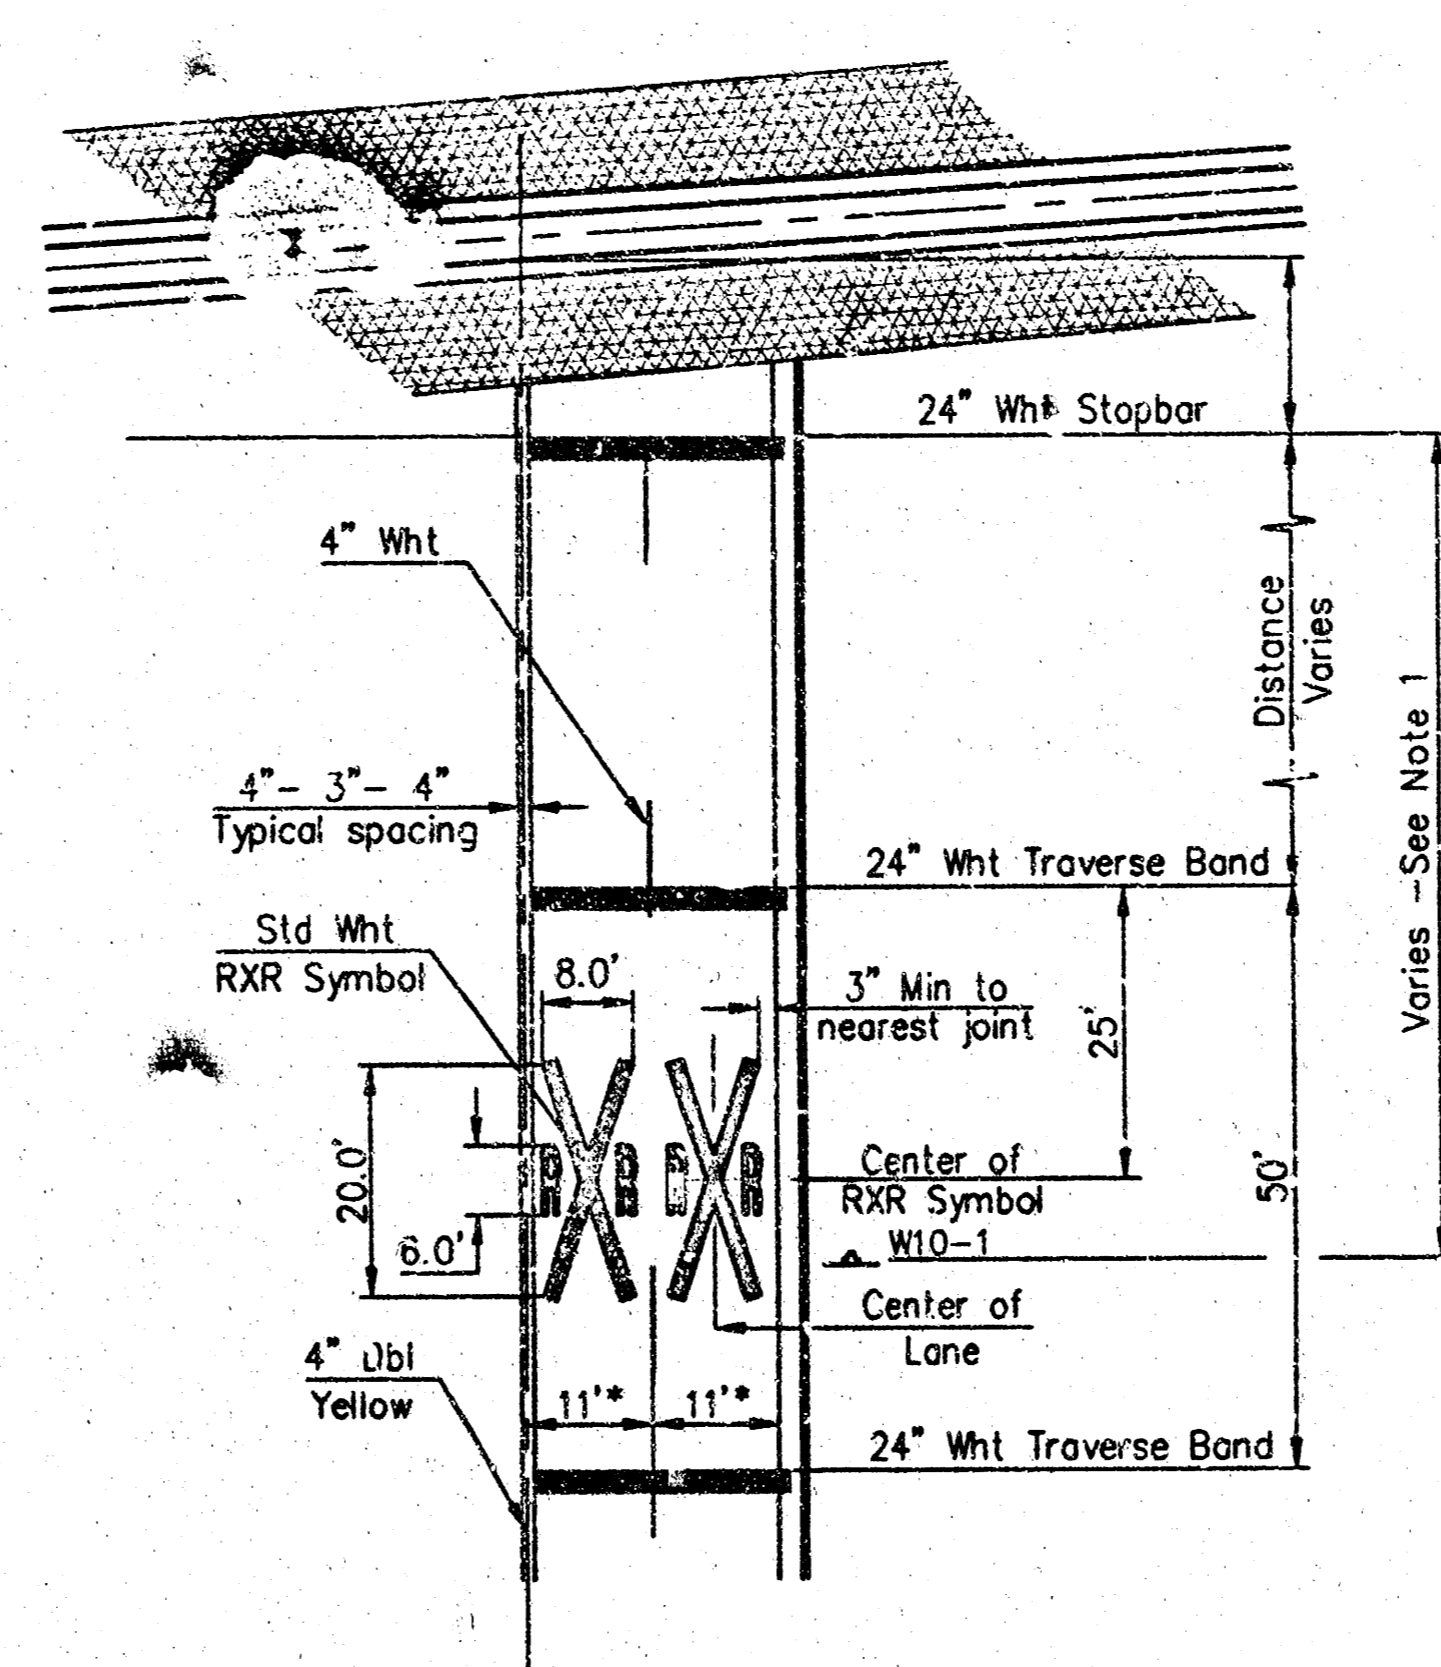 24" Wht Stopbar
4" Wht
Distance
Varies
Varies - See Note 1
4"- 3"- 4"
Typical spacing
24" Wht Traverse Band
Std Wht
RXR Symbol
8.0'
3" Min to
nearest joint
25'
20.0'
6.0'
R R R R
Center of
RXR Symbol
50'
W10-1
Center of
Lane
4" Dbl
Yellow
11'*
11'*
24" Wht Traverse Band